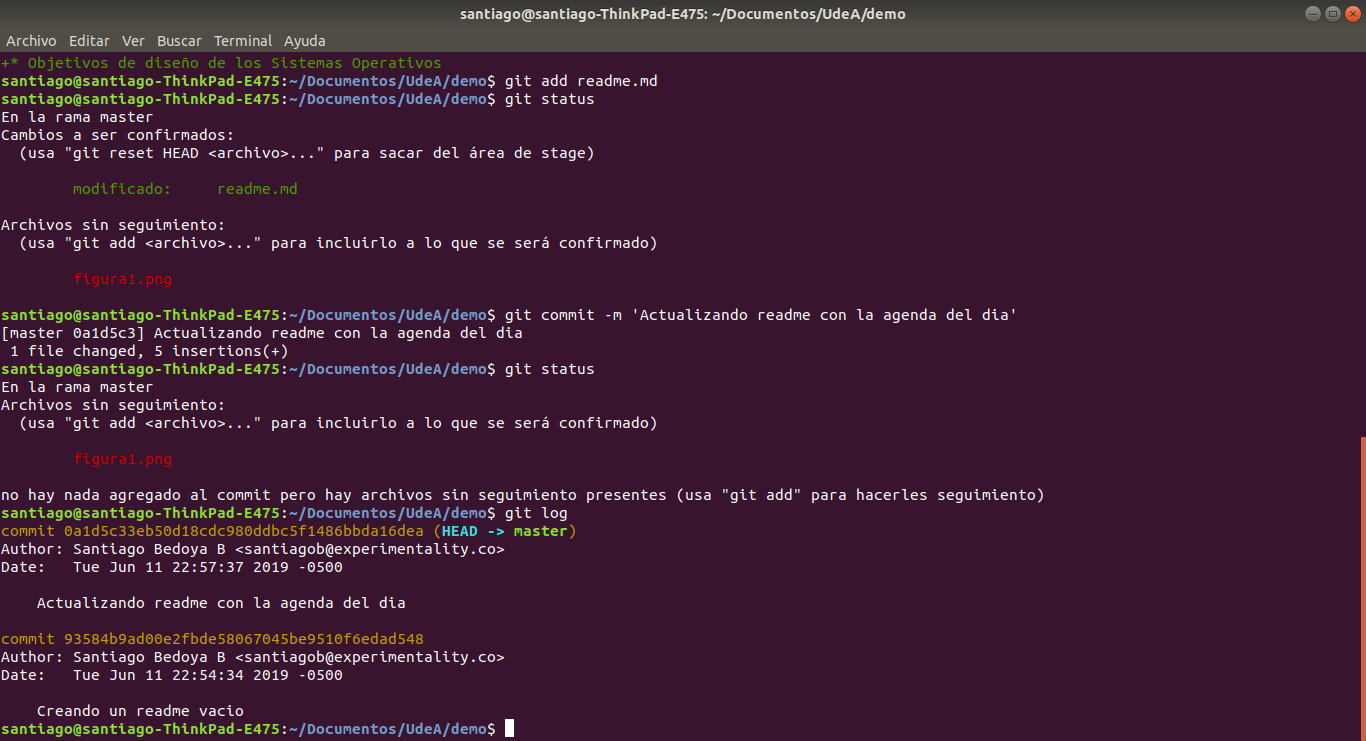 santiago@santiago-ThinkPad-E475: ~/Documentos/UdeA/demo
Archivo Editar Ver Buscar Terminal Ayuda
+* Objetivos de diseño de los Sistemas Operativos
santiago@santiago-ThinkPad-E475:~/Documentos/UdeA/demo$ git add readme.md
santiago@santiago-ThinkPad-E475:~/Documentos/UdeA/demo$ git status
En la rama master
Cambios a ser confirmados:
  (usa "git reset HEAD <archivo>..." para sacar del área de stage)
        modificado:     readme.md
Archivos sin seguimiento:
  (usa "git add <archivo>..." para incluirlo a lo que se será confirmado)
        figura1.png
santiago@santiago-ThinkPad-E475:~/Documentos/UdeA/demo$ git commit -m 'Actualizando readme con la agenda del dia'
[master 0a1d5c3] Actualizando readme con la agenda del dia
 1 file changed, 5 insertions(+)
santiago@santiago-ThinkPad-E475:~/Documentos/UdeA/demo$ git status
En la rama master
Archivos sin seguimiento:
  (usa "git add <archivo>..." para incluirlo a lo que se será confirmado)
        figura1.png
no hay nada agregado al commit pero hay archivos sin seguimiento presentes (usa "git add" para hacerles seguimiento)
santiago@santiago-ThinkPad-E475:~/Documentos/UdeA/demo$ git log
commit 0a1d5c33eb50d18cdc980ddbc5f1486bbda16dea (HEAD -> master)
Author: Santiago Bedoya B <santiagob@experimentality.co>
Date:   Tue Jun 11 22:57:37 2019 -0500
    Actualizando readme con la agenda del dia
commit 93584b9ad00e2fbde58067045be9510f6edad548
Author: Santiago Bedoya B <santiagob@experimentality.co>
Date:   Tue Jun 11 22:54:34 2019 -0500
    Creando un readme vacio
santiago@santiago-ThinkPad-E475:~/Documentos/UdeA/demo$